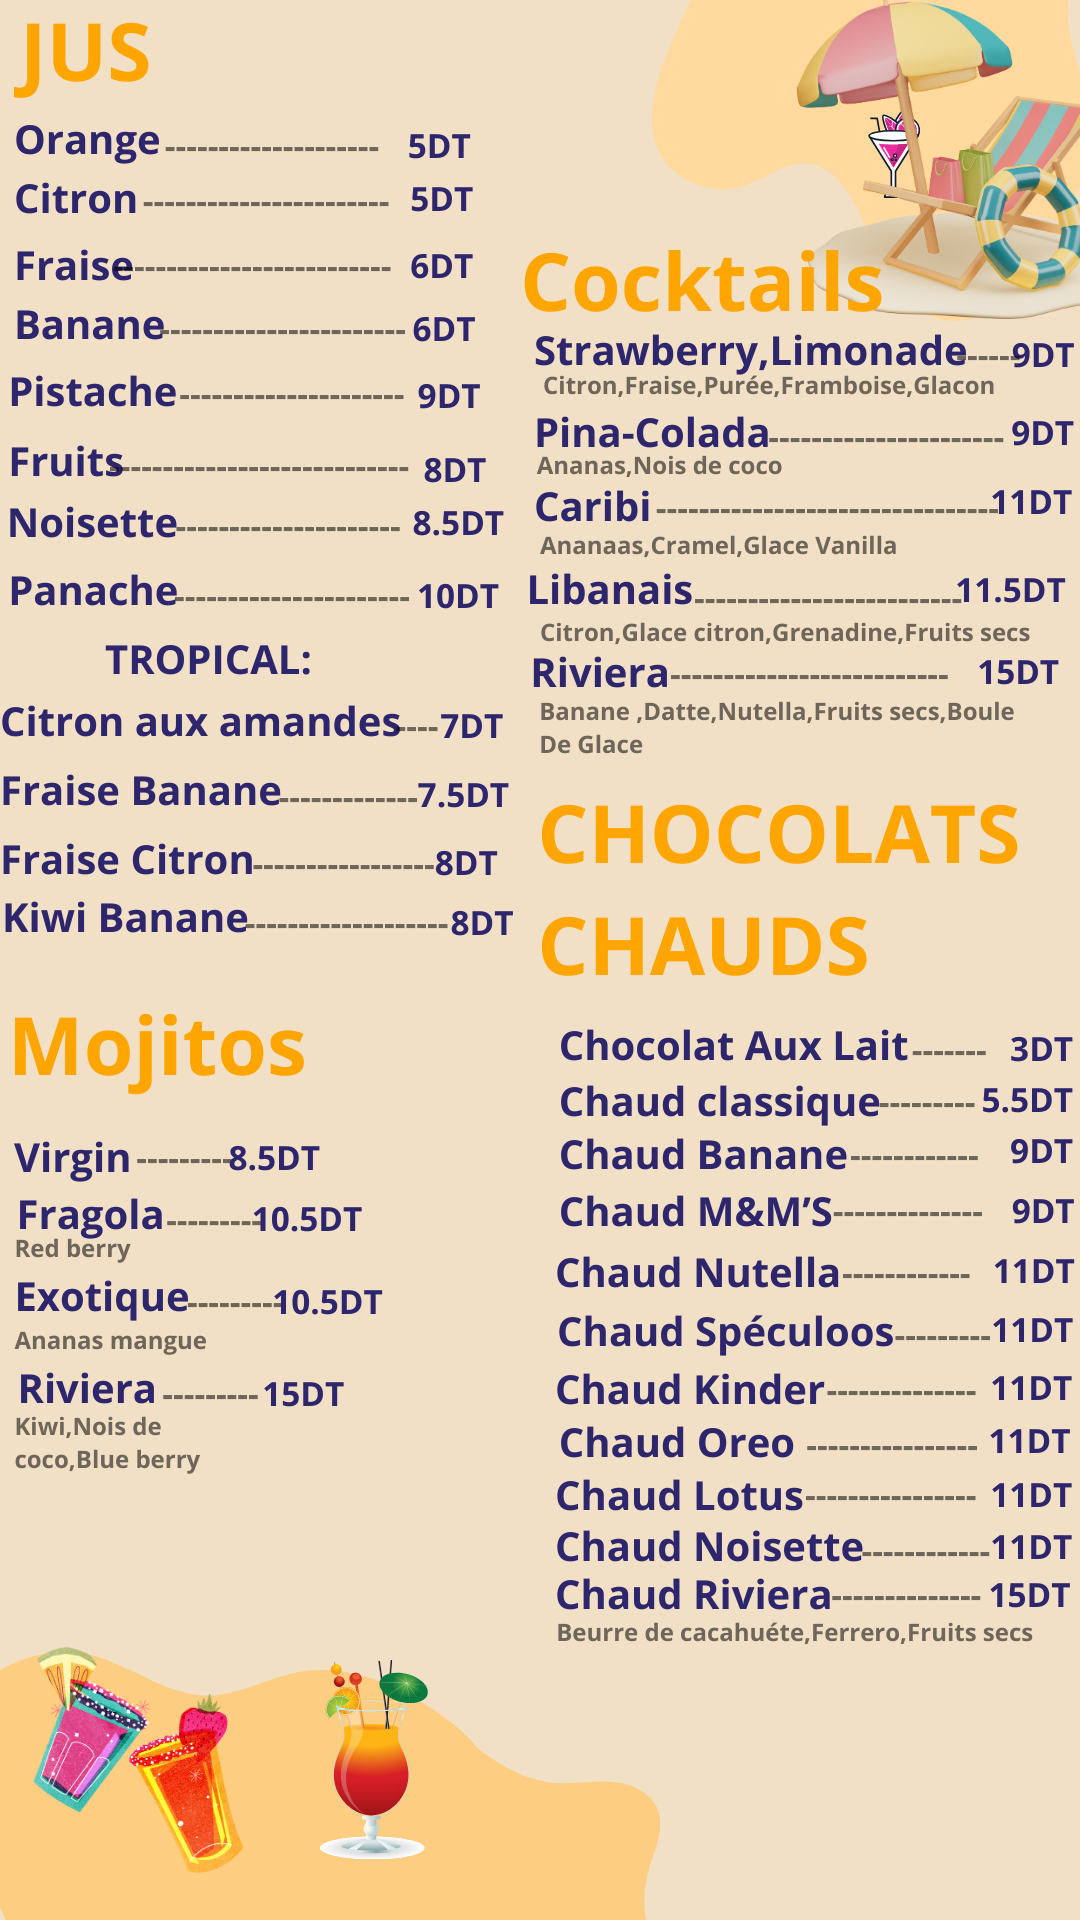 JUS
Orange -------------------- 5DT
Citron ----------------------- 5DT
Fraise------------------------- 6DT
Banane----------------------- 6DT
Pistache--------------------- 9DT
Fruits---------------------------- 8DT
Noisette--------------------- 8.5DT
Panache---------------------- 10DT
TROPICAL:
Citron aux amandes----7DT
Fraise Banane-------------7.5DT
Fraise Citron-----------------8DT
Kiwi Banane-------------------8DT
Mojitos
Virgin ---------8.5DT
Fragola ---------10.5DT
Red berry
Exotique---------10.5DT
Ananas mangue
Riviera --------- 15DT
Kiwi,Nois de
coco,Blue berry
Cocktails
Strawberry,Limonade------9DT
Citron,Fraise,Purée,Framboise,Glacon
Pina-Colada---------------------- 9DT
Ananas,Nois de coco
Caribi --------------------------------11DT
Ananaas,Cramel,Glace Vanilla
Libanais-------------------------11.5DT
Citron,Glace citron,Grenadine,Fruits secs
Riviera-------------------------- 15DT
Banane ,Datte,Nutella,Fruits secs,Boule
De Glace
CHOCOLATS
CHAUDS
Chocolat Aux Lait ------- 3DT
Chaud classique--------- 5.5DT
Chaud Banane------------ 9DT
Chaud M&M’S-------------- 9DT
Chaud Nutella------------ 11DT
Chaud Spéculoos---------11DT
Chaud Kinder-------------- 11DT
Chaud Oreo ---------------- 11DT
Chaud Lotus---------------- 11DT
Chaud Noisette------------11DT
Chaud Riviera-------------- 15DT
Beurre de cacahuéte,Ferrero,Fruits secs